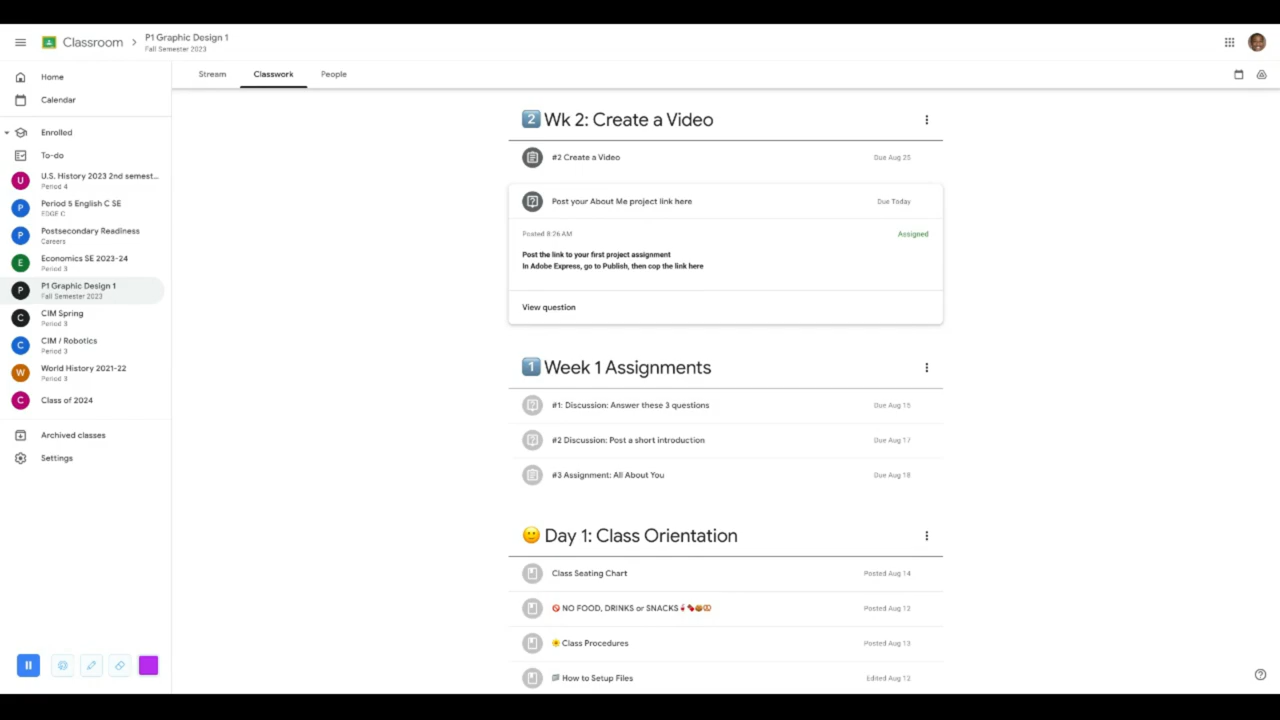 Classroom
P1 Graphic Design 1
Fall Semester 2023
Home
Calendar
Enrolled
To-do
U
U.S. History 2023 2nd semest...
Period 4
P
Period 5 English C SE
EDGE C
P
Postsecondary Readiness
Careers
E
Economics SE 2023-24
Period 3
P
P1 Graphic Design 1
Fall Semester 2023
C
CIM Spring
Period 3
C
CIM / Robotics
Period 3
W
World History 2021-22
Period 3
C
Class of 2024
Archived classes
Settings
Stream Classwork People
2 Wk 2: Create a Video
#2 Create a Video Due Aug 25
Post your About Me project link here Due Today
Posted 8:26 AM Assigned
Post the link to your first project assignment
In Adobe Express, go to Publish, then cop the link here
View question
1 Week 1 Assignments
#1: Discussion: Answer these 3 questions Due Aug 15
#2 Discussion: Post a short introduction Due Aug 17
#3 Assignment: All About You Due Aug 18
Day 1: Class Orientation
Class Seating Chart Posted Aug 14
NO FOOD, DRINKS or SNACKS Posted Aug 12
Class Procedures Posted Aug 13
How to Setup Files Edited Aug 12